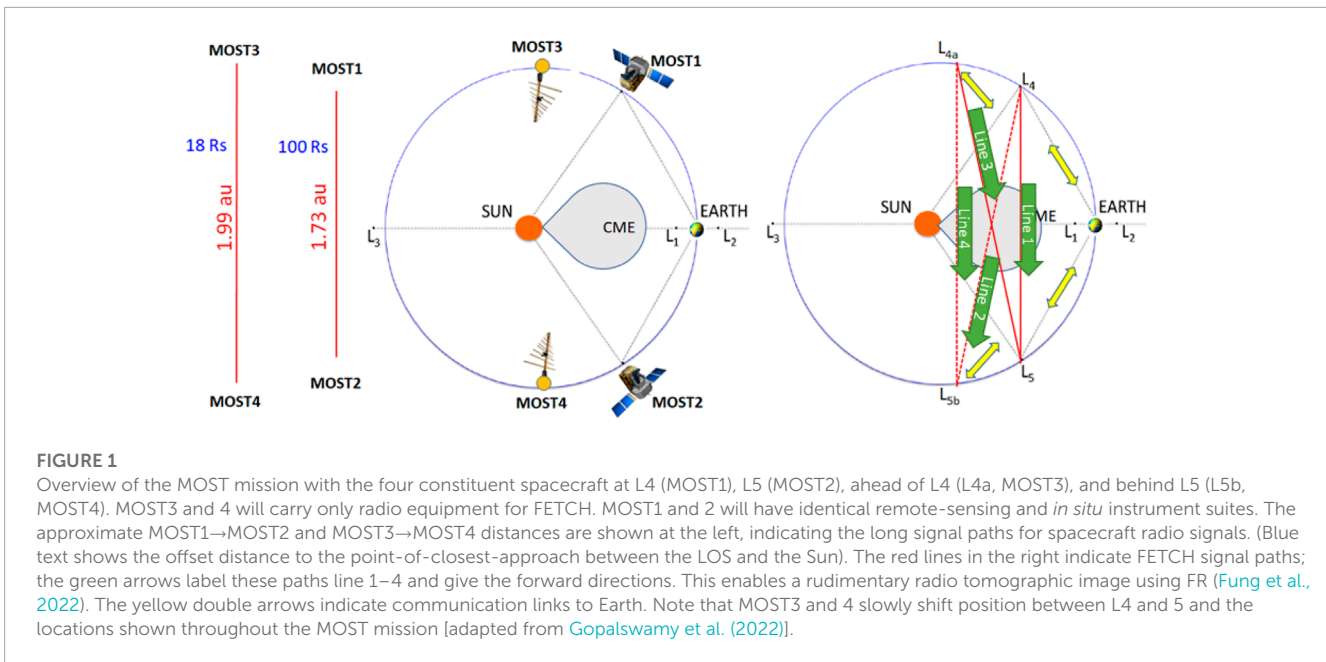 MOST3
MOST1
18 Rs
100 Rs
1.99 au
1.73 au
MOST2
MOST4
MOST3
MOST1
SUN
CME
EARTH
L3
L1
L2
MOST4
MOST2
L4a
L4
Line 3
SUN
ME
EARTH
Line 4
Line 1
L3
L1
L2
Line 2
L5
L5b
FIGURE 1
Overview of the MOST mission with the four constituent spacecraft at L4 (MOST1), L5 (MOST2), ahead of L4 (L4a, MOST3), and behind L5 (L5b,
MOST4). MOST3 and 4 will carry only radio equipment for FETCH. MOST1 and 2 will have identical remote-sensing and in situ instrument suites. The
approximate MOST1→MOST2 and MOST3→MOST4 distances are shown at the left, indicating the long signal paths for spacecraft radio signals. (Blue
text shows the offset distance to the point-of-closest-approach between the LOS and the Sun). The red lines in the right indicate FETCH signal paths;
the green arrows label these paths line 1–4 and give the forward directions. This enables a rudimentary radio tomographic image using FR (Fung et al.,
2022). The yellow double arrows indicate communication links to Earth. Note that MOST3 and 4 slowly shift position between L4 and 5 and the
locations shown throughout the MOST mission [adapted from Gopalswamy et al. (2022)].